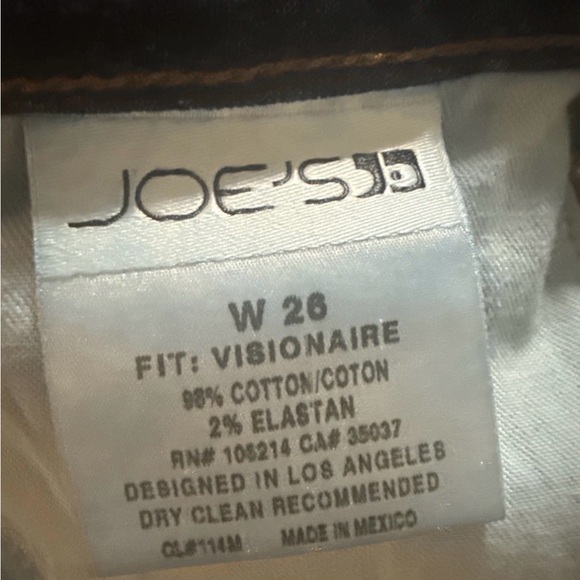 JOE'S
W 26
FIT: VISIONAIRE
98% COTTON/COTON
2% ELASTAN
RN# 105214 CA# 35037
DESIGNED IN LOS ANGELES
DRY CLEAN RECOMMENDED
CL#114M MADE IN MEXICO